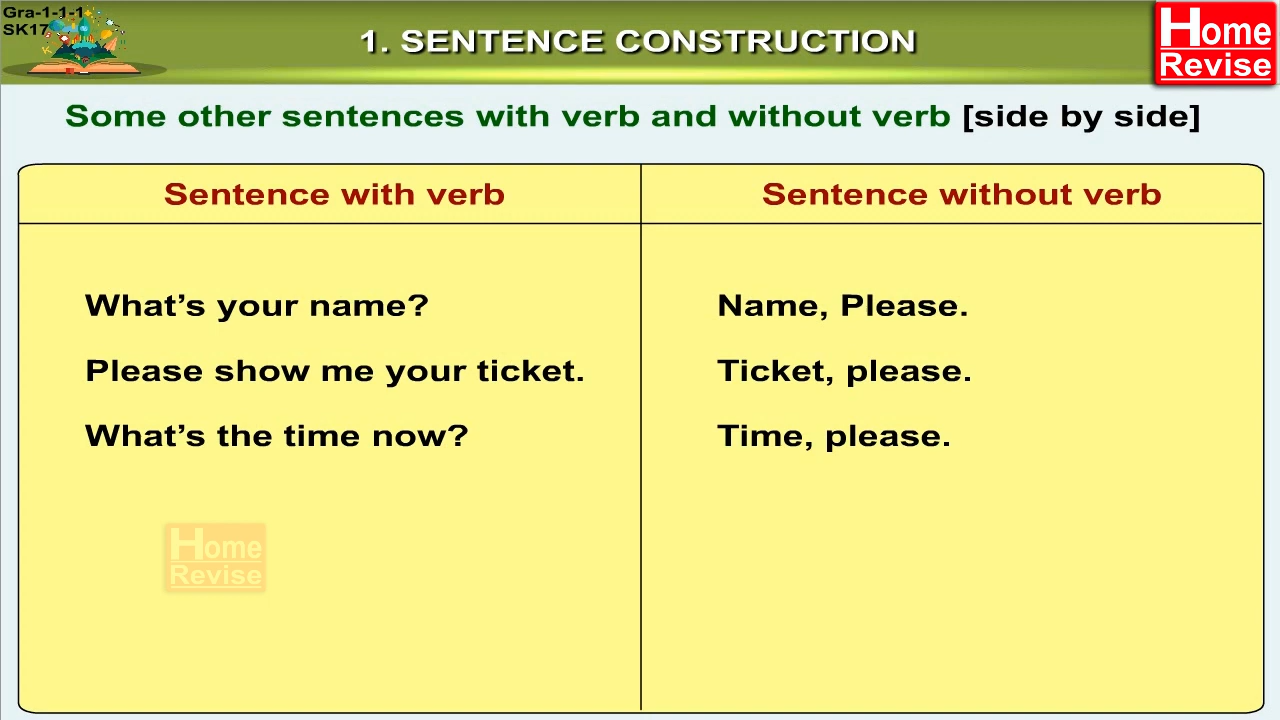 Gra-1-1-1
SK17
1. SENTENCE CONSTRUCTION
Home
Revise
Some other sentences with verb and without verb [side by side]
Sentence with verb
Sentence without verb
What's your name?
Name, Please.
Please show me your ticket.
Ticket, please.
What's the time now?
Time, please.
Home
Revise